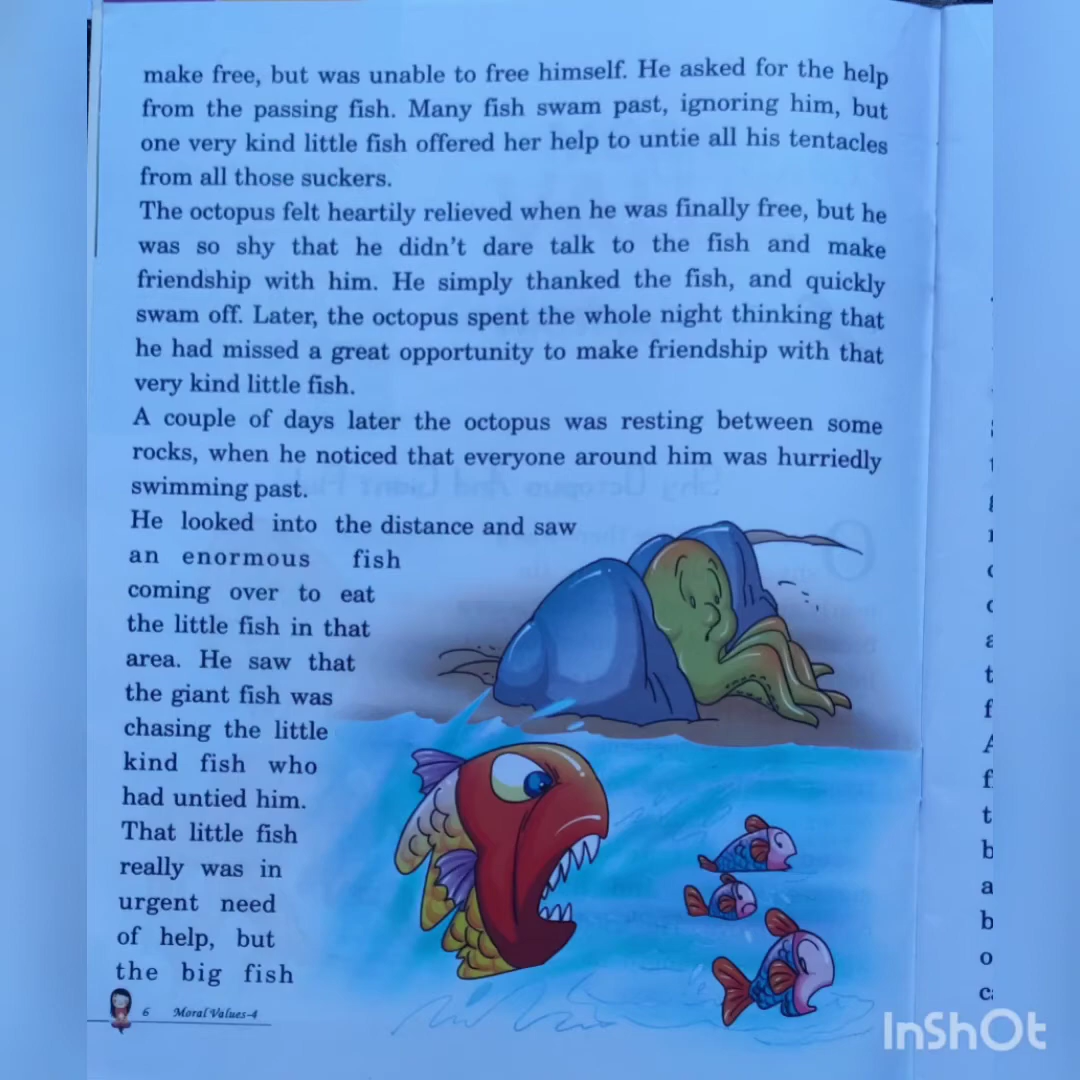 make free, but was unable to free himself. He asked for the help
from the passing fish. Many fish swam past, ignoring him, but
one very kind little fish offered her help to untie all his tentacles
from all those suckers.
The octopus felt heartily relieved when he was finally free, but he
was so shy that he didn't dare talk to the fish and make
friendship with him. He simply thanked the fish, and quickly
swam off. Later, the octopus spent the whole night thinking that
he had missed a great opportunity to make friendship with that
very kind little fish.
A couple of days later the octopus was resting between some
rocks, when he noticed that everyone around him was hurriedly
swimming past.
He looked into the distance and saw
an enormous fish
coming over to eat
the little fish in that
area. He saw that
the giant fish was
chasing the little
kind fish who
had untied him.
That little fish
really was in
urgent need
of help, but
the big fish
6 Moral Values-4
InShOt